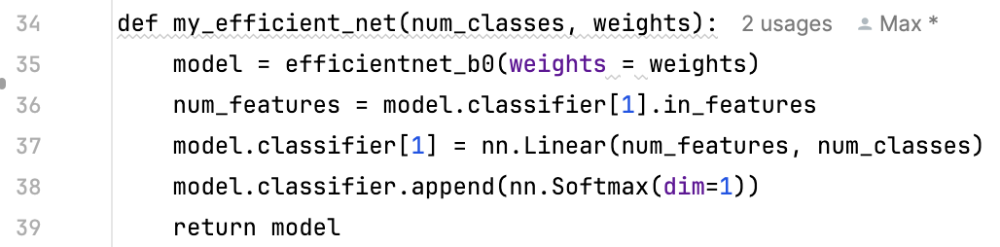 34 def my_efficient_net(num_classes, weights): 2 usages Max *
35 model = efficientnet_b0(weights = weights)
36 num_features = model.classifier[1].in_features
37 model.classifier[1] = nn.Linear(num_features, num_classes)
38 model.classifier.append(nn.Softmax(dim=1))
39 return model